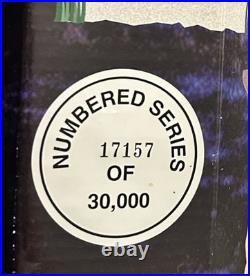 NUMBERED SERIES
17157
OF
30,000